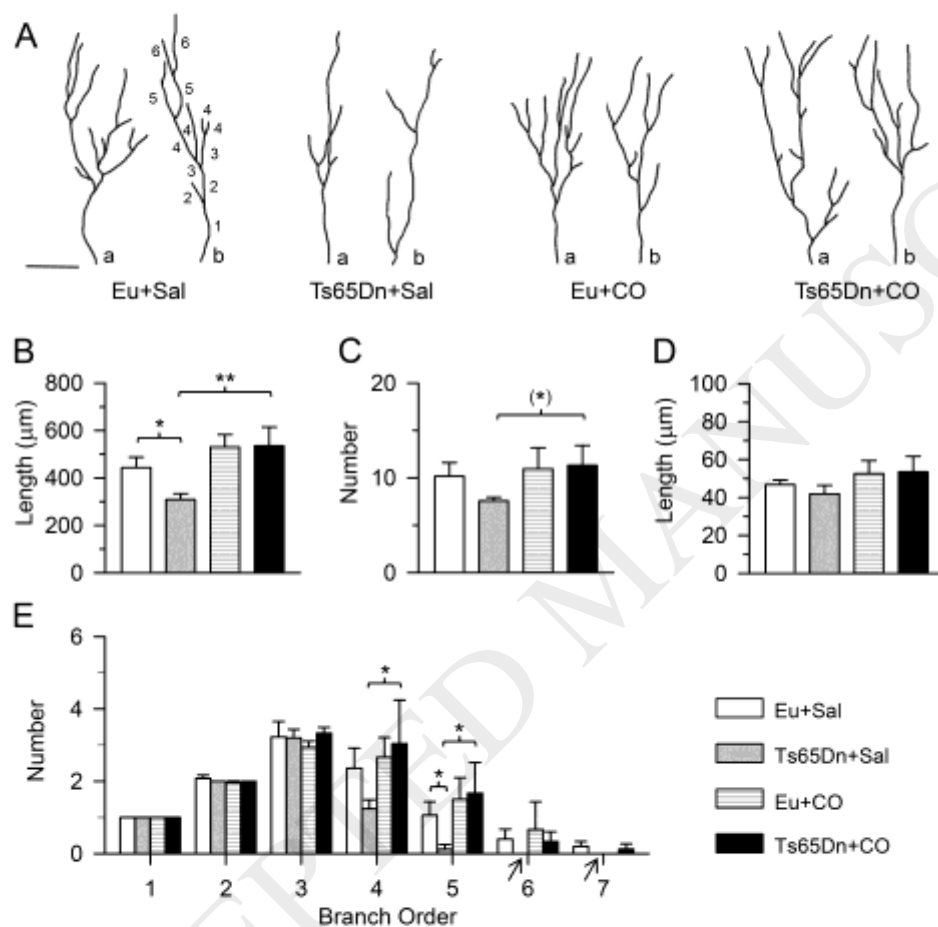 A
6
6
5
5
4
4
4
4
3
3
2
2
1
a
b
a
b
a
b
a
b
Eu+Sal
Ts65Dn+Sal
Eu+CO
Ts65Dn+CO
B
Length (μm)
800
600
400
200
0
*
**
C
Number
20
10
0
(*)
D
Length (μm)
100
80
60
40
20
0
E
Number
6
4
2
0
*
*
*
1 2 3 4 5 6 7
Branch Order
Eu+Sal
Ts65Dn+Sal
Eu+CO
Ts65Dn+CO
EPTED MANUSC